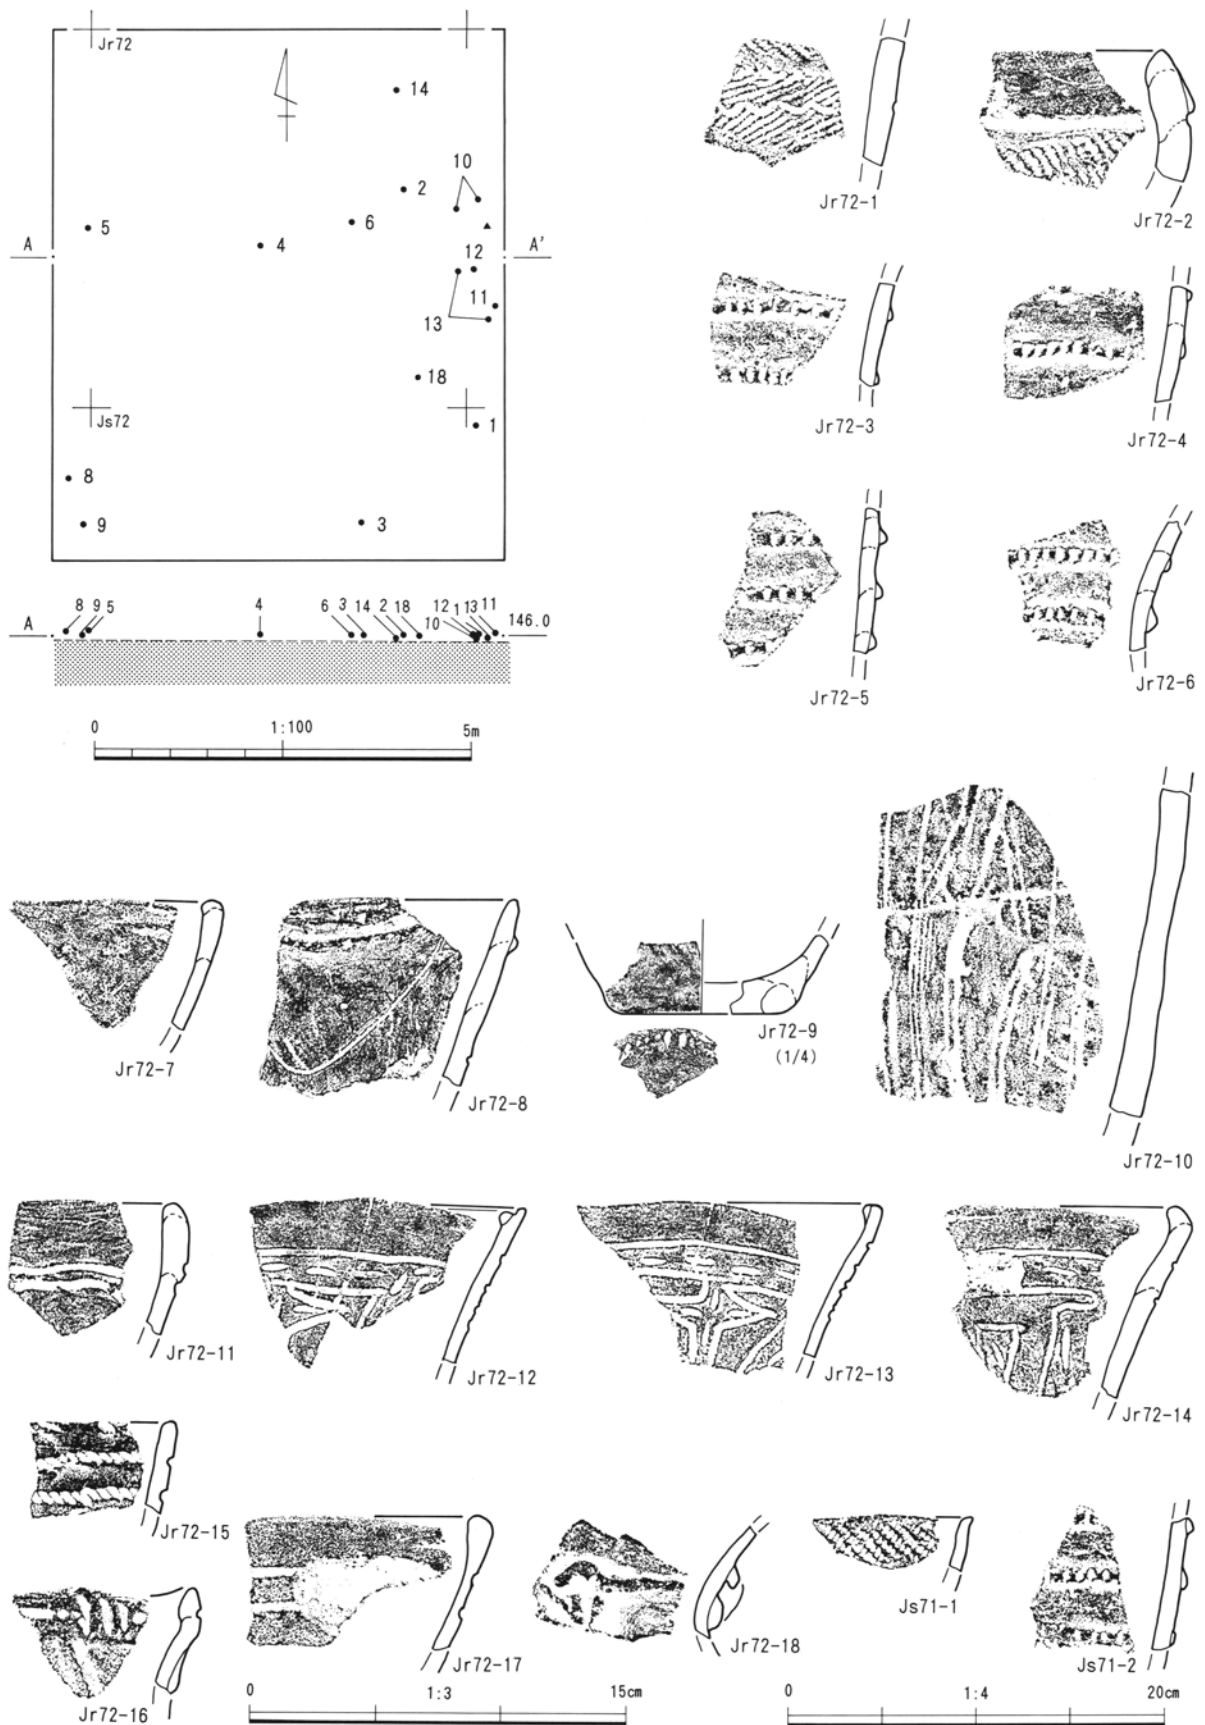 Jr72
14
10
2
6
5
4
A
A'
12
11
13
18
Js72
1
8
9
3
8 9 5 4 6 3 14 2 18 10 12 1 13 11
A
146.0
0 1:100 5m
Jr72-1
Jr72-2
Jr72-3
Jr72-4
Jr72-5
Jr72-6
Jr72-7
Jr72-8
Jr72-9
(1/4)
Jr72-10
Jr72-11
Jr72-12
Jr72-13
Jr72-14
Jr72-15
Jr72-16
Jr72-17
Jr72-18
Js71-1
Js71-2
0 1:3 15cm
0 1:4 20cm